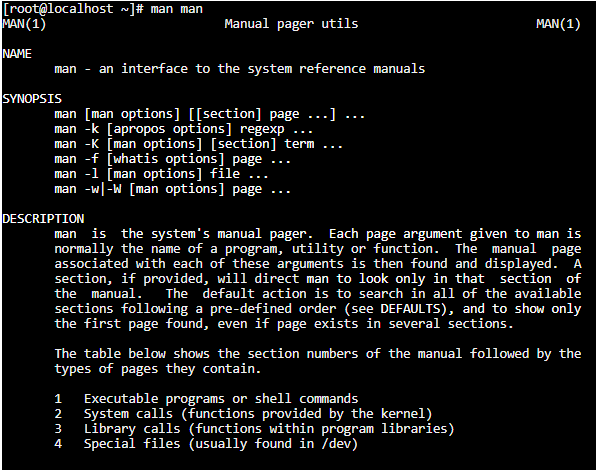 [root@localhost ~]# man man
MAN(1) Manual pager utils MAN(1)
NAME
man - an interface to the system reference manuals
SYNOPSIS
man [man options] [[section] page ...] ...
man -k [apropos options] regexp ...
man -K [man options] [section] term ...
man -f [whatis options] page ...
man -l [man options] file ...
man -w|-W [man options] page ...
DESCRIPTION
man is the system's manual pager. Each page argument given to man is
normally the name of a program, utility or function. The manual page
associated with each of these arguments is then found and displayed. A
section, if provided, will direct man to look only in that section of
the manual. The default action is to search in all of the available
sections following a pre-defined order (see DEFAULTS), and to show only
the first page found, even if page exists in several sections.
The table below shows the section numbers of the manual followed by the
types of pages they contain.
1 Executable programs or shell commands
2 System calls (functions provided by the kernel)
3 Library calls (functions within program libraries)
4 Special files (usually found in /dev)